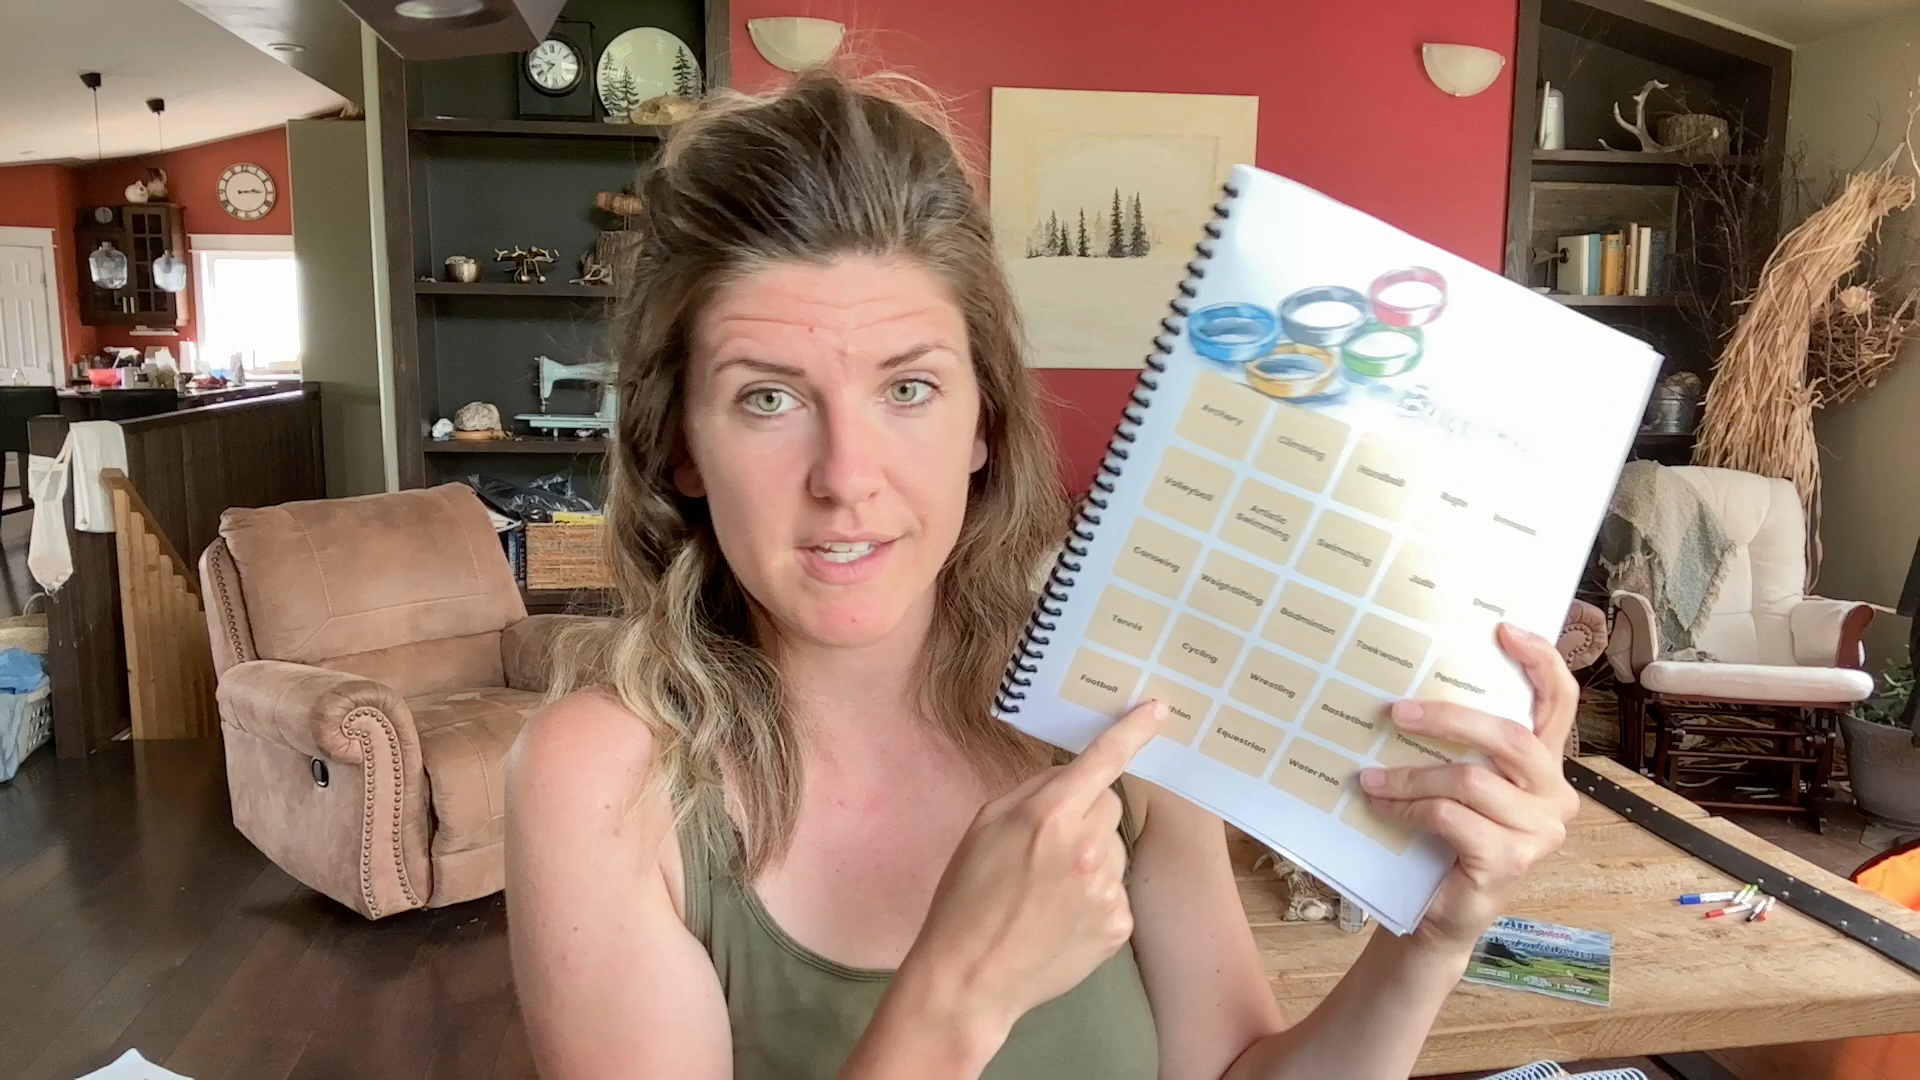 Archery
Climbing
Handball
Rugby
Volleyball
Artistic
Swimming
Swimming
Judo
Canoeing
Weightlifting
Badminton
Taekwondo
Pentathlon
Tennis
Cycling
Wrestling
Basketball
Trampoline
Football
Equestrian
Water Polo